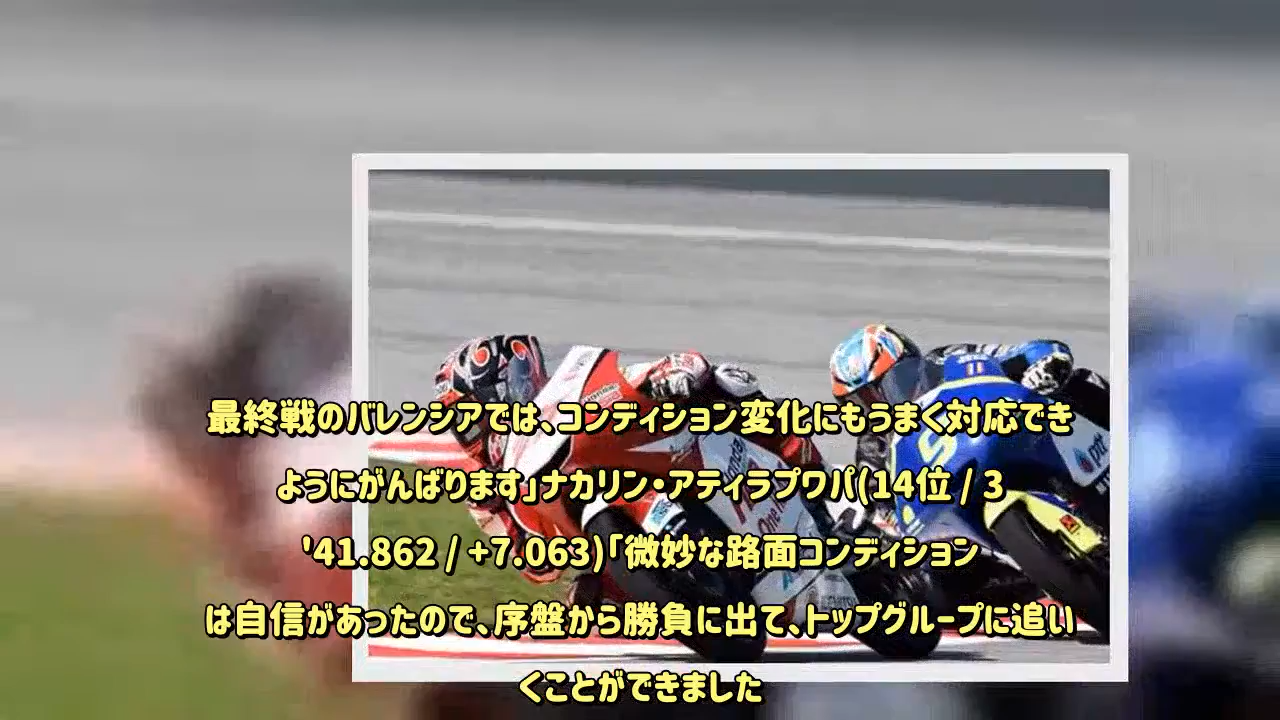 最終戦のバレンシアでは、コンディション変化にもうまく対応でき
ようにがんばります」ナカリン・アティラプワパ(14位 / 3
'41.862 / +7.063)「微妙な路面コンディション
は自信があったので、序盤から勝負に出て、トップグループに追い
くことができました